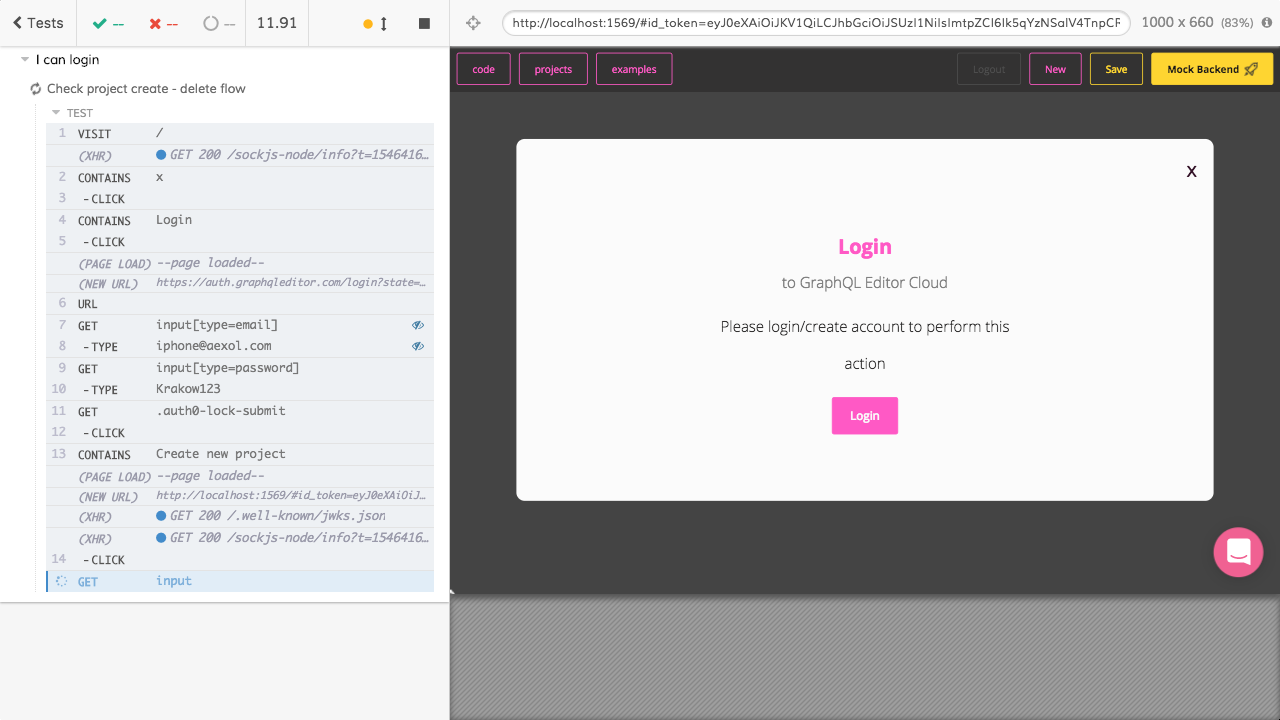 Tests
--
--
--
11.91
http://localhost:1569/#id_token=eyJ0eXAiOiJKV1QiLCJhbGciOiJSUzI1NiIsImtpZCI6Ik5qYzNSalV4TnpCF
1000 x 660 (83%)
I can login
Check project create - delete flow
TEST
1 VISIT /
(XHR) GET 200 /sockjs-node/info?t=1546416...
2 CONTAINS x
3 -CLICK
4 CONTAINS Login
5 -CLICK
(PAGE LOAD) --page loaded--
(NEW URL) https://auth.graphqleditor.com/login?state=...
6 URL
7 GET input[type=email]
8 -TYPE iphone@aexol.com
9 GET input[type=password]
10 -TYPE Krakow123
11 GET .auth0-lock-submit
12 -CLICK
13 CONTAINS Create new project
(PAGE LOAD) --page loaded--
(NEW URL) http://localhost:1569/#id_token=eyJ0eXAiOiJ...
(XHR) GET 200 /.well-known/jwks.json
(XHR) GET 200 /sockjs-node/info?t=1546416...
14 -CLICK
GET input
code projects examples Logout New Save Mock Backend
X
Login
to GraphQL Editor Cloud
Please login/create account to perform this
action
Login